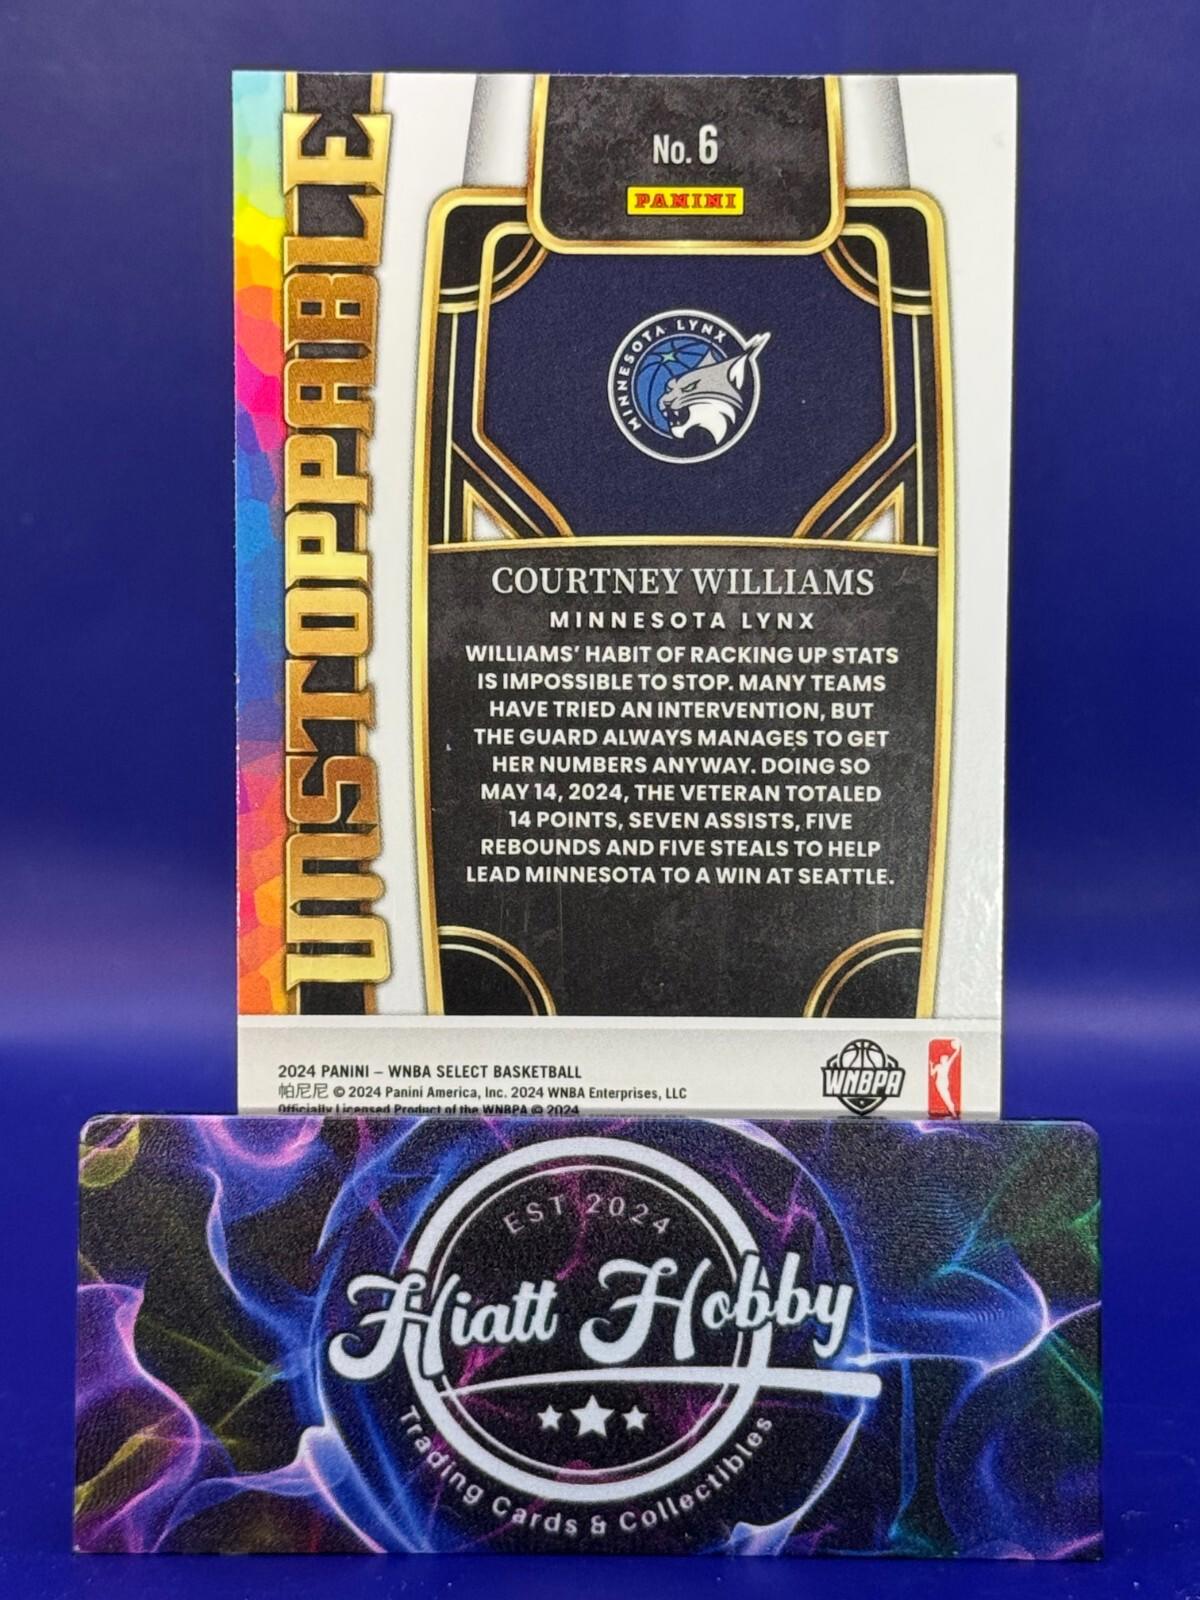 No. 6
PANINI
UNSTOPPABLE
MINNESOTA LYNX
COURTNEY WILLIAMS
MINNESOTA LYNX
WILLIAMS' HABIT OF RACKING UP STATS
IS IMPOSSIBLE TO STOP. MANY TEAMS
HAVE TRIED AN INTERVENTION, BUT
THE GUARD ALWAYS MANAGES TO GET
HER NUMBERS ANYWAY. DOING SO
MAY 14, 2024, THE VETERAN TOTALED
14 POINTS, SEVEN ASSISTS, FIVE
REBOUNDS AND FIVE STEALS TO HELP
LEAD MINNESOTA TO A WIN AT SEATTLE.
2024 PANINI – WNBA SELECT BASKETBALL
帕尼尼 © 2024 Panini America, Inc. 2024 WNBA Enterprises, LLC
Officially Licensed Product of the WNBPA © 2024
WNBPA
EST 2024
Hiatt Hobby
Trading Cards & Collectibles